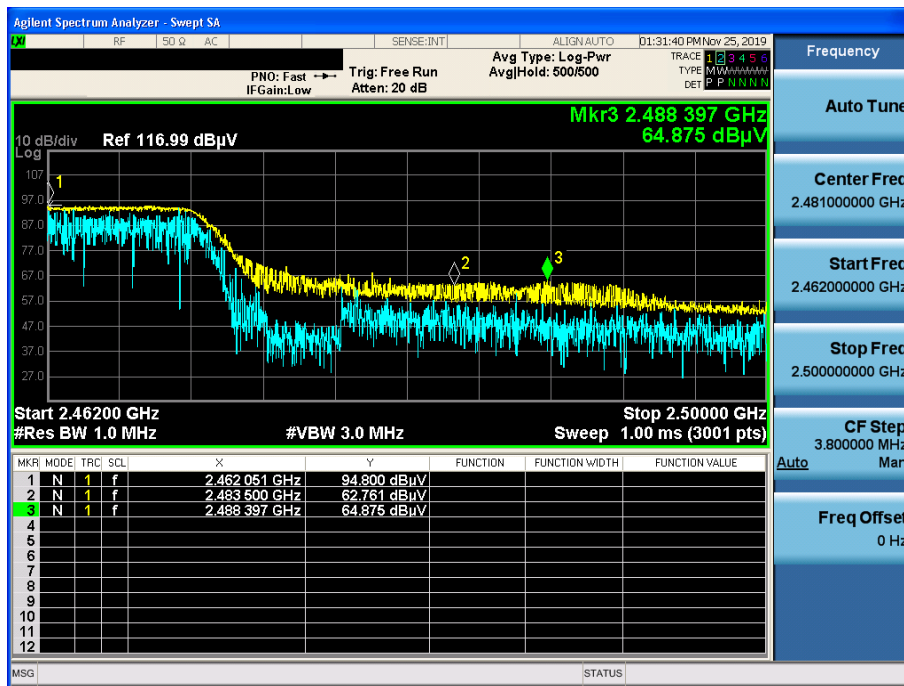 Agilent Spectrum Analyzer - Swept SA
LXI RF 50 Ω AC SENSE:INT ALIGN AUTO 01:31:40 PM Nov 25, 2019
PNO: Fast Trig: Free Run Avg Type: Log-Pwr TRACE 1 2 3 4 5 6
IFGain:Low Atten: 20 dB Avg|Hold: 500/500 TYPE MWWWWW
DET P P N N N N
Mkr3 2.488 397 GHz
64.875 dBµV
10 dB/div Ref 116.99 dBµV
Log
107
97.0
87.0
77.0
67.0
57.0
47.0
37.0
27.0
1
2
3
Start 2.46200 GHz Stop 2.50000 GHz
#Res BW 1.0 MHz #VBW 3.0 MHz Sweep 1.00 ms (3001 pts)
MKR MODE TRC SCL X Y FUNCTION FUNCTION WIDTH FUNCTION VALUE
1 N 1 f 2.462 051 GHz 94.800 dBµV
2 N 1 f 2.483 500 GHz 62.761 dBµV
3 N 1 f 2.488 397 GHz 64.875 dBµV
4
5
6
7
8
9
10
11
12
MSG STATUS
Frequency
Auto Tune
Center Freq
2.481000000 GHz
Start Freq
2.462000000 GHz
Stop Freq
2.500000000 GHz
CF Step
3.800000 MHz
Auto Man
Freq Offset
0 Hz